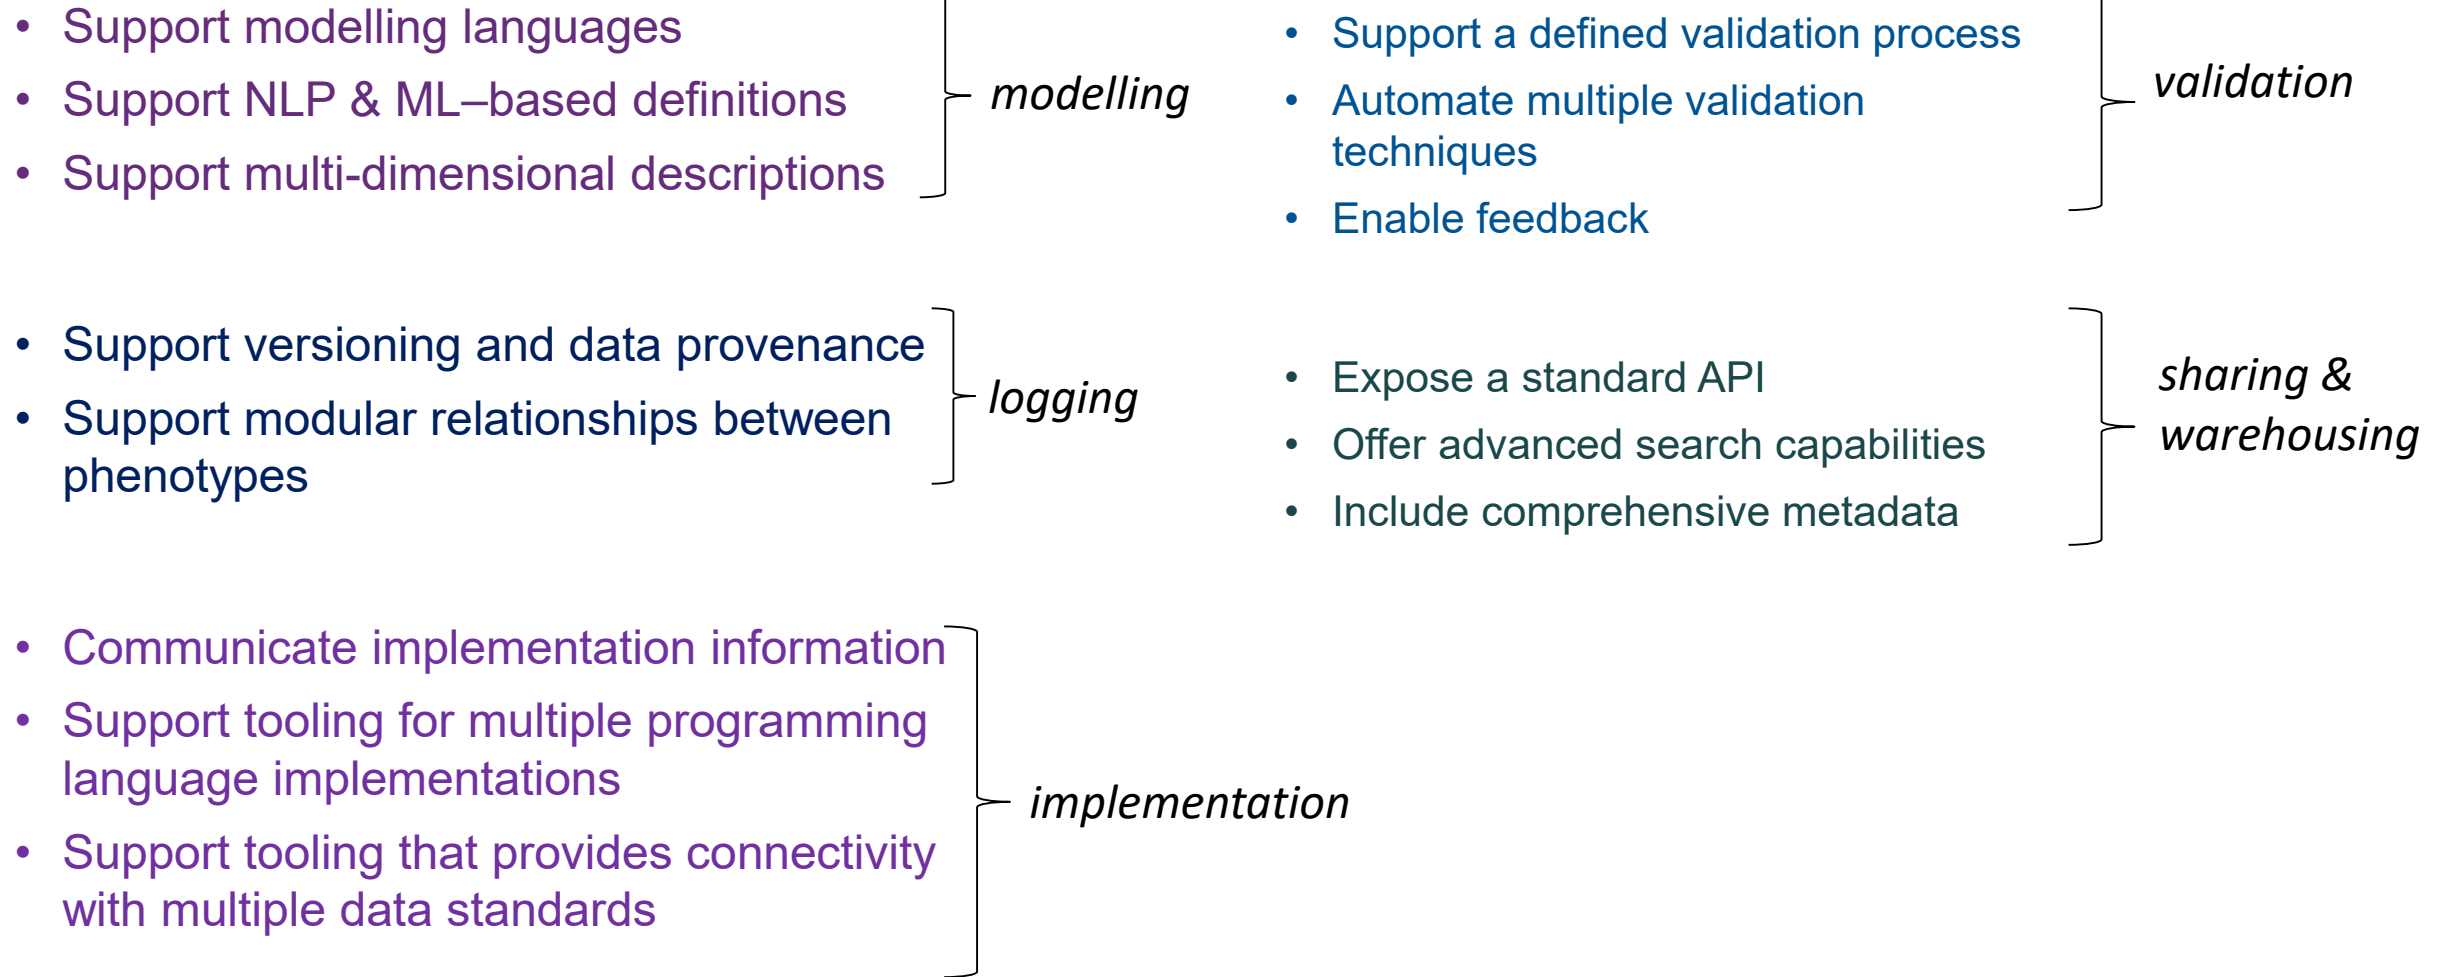 • Support modelling languages
• Support NLP & ML–based definitions
• Support multi-dimensional descriptions
modelling
• Support versioning and data provenance
• Support modular relationships between
phenotypes
logging
• Communicate implementation information
• Support tooling for multiple programming
language implementations
• Support tooling that provides connectivity
with multiple data standards
implementation
• Support a defined validation process
• Automate multiple validation
techniques
• Enable feedback
validation
• Expose a standard API
• Offer advanced search capabilities
• Include comprehensive metadata
sharing &
warehousing